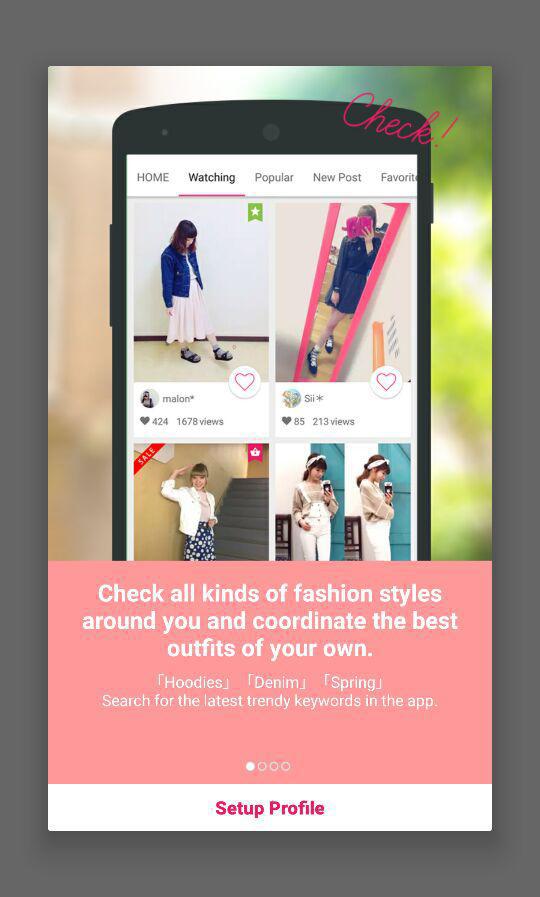 Check!
HOME Watching Popular New Post Favorite
malon*
424 1678 views
Sii＊
85 213 views
SALE
Check all kinds of fashion styles
around you and coordinate the best
outfits of your own.
「Hoodies」「Denim」「Spring」
Search for the latest trendy keywords in the app.
Setup Profile